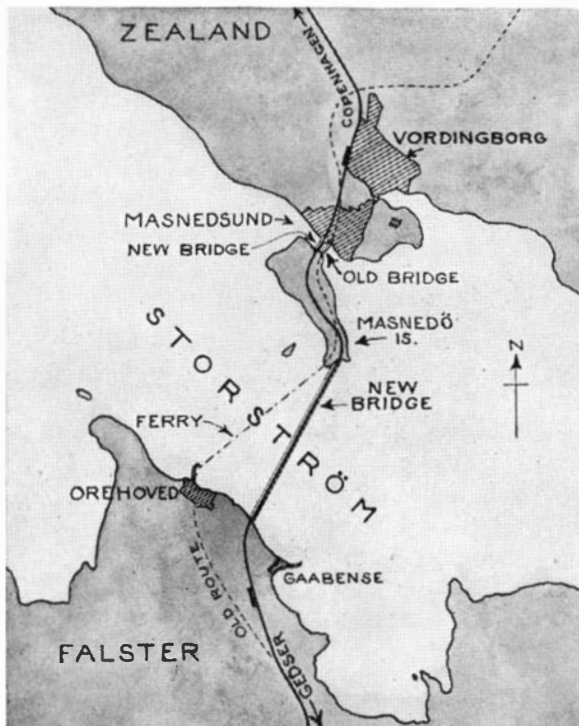 ZEALAND
COPENHAGEN
VORDINGBORG
MASNEDSUND
NEW BRIDGE
OLD BRIDGE
MASNEDÖ
IS.
N
STORSTRÖM
NEW
BRIDGE
FERRY
OREHOVED
OLD ROUTE
GAABENSE
FALSTER
GEDSER